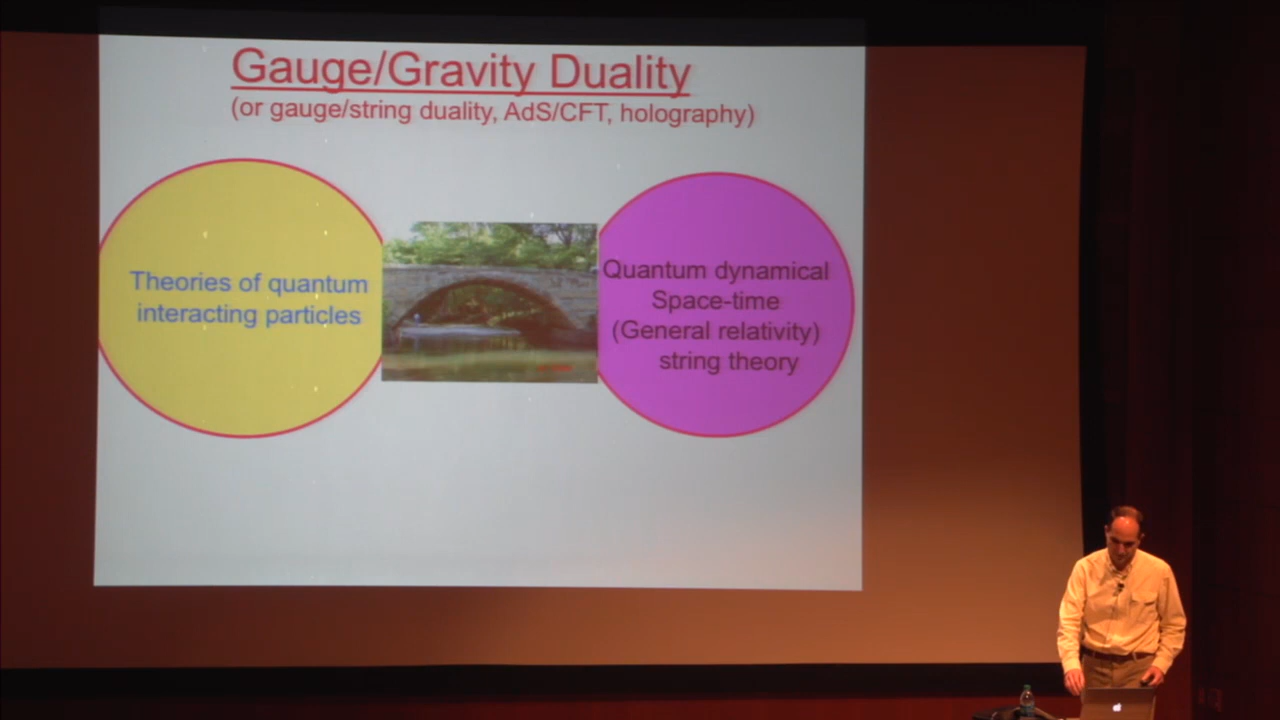 Gauge/Gravity Duality
(or gauge/string duality, AdS/CFT, holography)
Theories of quantum
interacting particles
Quantum dynamical
Space-time
(General relativity)
string theory